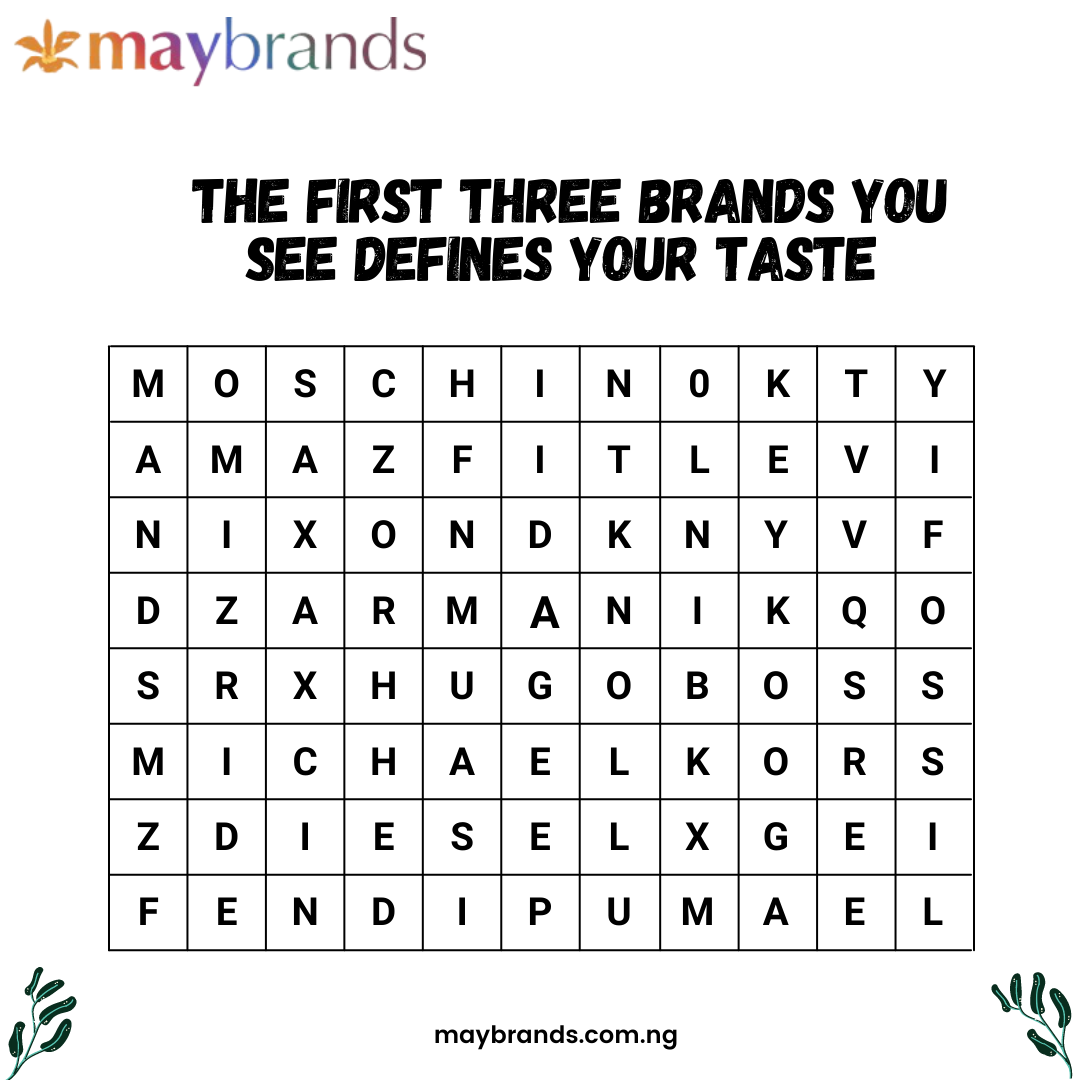 maybrands
THE FIRST THREE BRANDS YOU
SEE DEFINES YOUR TASTE
M O S C H I N 0 K T Y
A M A Z F I T L E V I
N I X O N D K N Y V F
D Z A R M A N I K Q O
S R X H U G O B O S S
M I C H A E L K O R S
Z D I E S E L X G E I
F E N D I P U M A E L
maybrands.com.ng